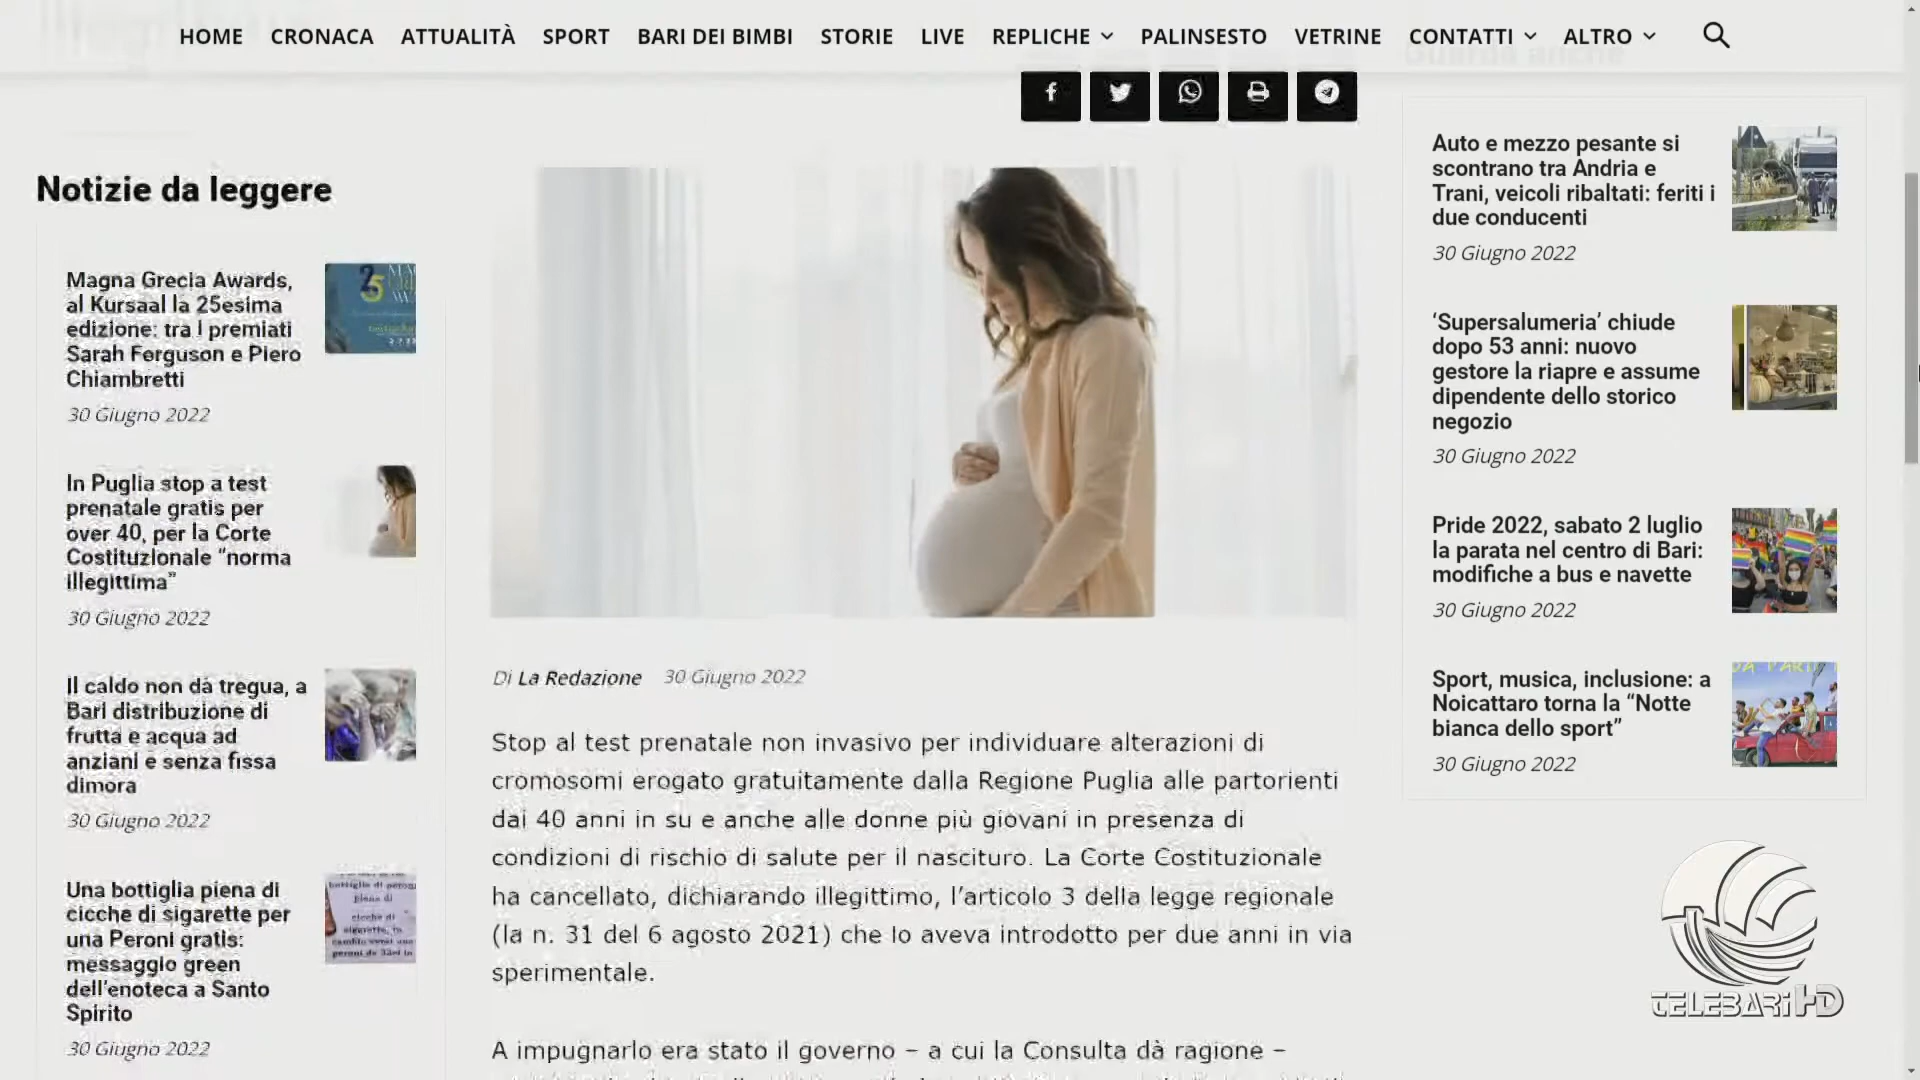 HOME CRONACA ATTUALITÀ SPORT BARI DEI BIMBI STORIE LIVE REPLICHE PALINSESTO VETRINE CONTATTI ALTRO
Guarda anche
Notizie da leggere
Magna Grecia Awards,
al Kursaal la 25esima
edizione: tra i premiati
Sarah Ferguson e Piero
Chiambretti
30 Giugno 2022
In Puglia stop a test
prenatale gratis per
over 40, per la Corte
Costituzionale “norma
illegittima”
30 Giugno 2022
Il caldo non dà tregua, a
Bari distribuzione di
frutta e acqua ad
anziani e senza fissa
dimora
30 Giugno 2022
Una bottiglia piena di
cicche di sigarette per
una Peroni gratis:
messaggio green
dell’enoteca a Santo
Spirito
30 Giugno 2022
Di La Redazione 30 Giugno 2022
Stop al test prenatale non invasivo per individuare alterazioni di
cromosomi erogato gratuitamente dalla Regione Puglia alle partorienti
dai 40 anni in su e anche alle donne più giovani in presenza di
condizioni di rischio di salute per il nascituro. La Corte Costituzionale
ha cancellato, dichiarando illegittimo, l’articolo 3 della legge regionale
(la n. 31 del 6 agosto 2021) che lo aveva introdotto per due anni in via
sperimentale.
A impugnarlo era stato il governo – a cui la Consulta dà ragione –
Auto e mezzo pesante si
scontrano tra Andria e
Trani, veicoli ribaltati: feriti i
due conducenti
30 Giugno 2022
‘Supersalumeria’ chiude
dopo 53 anni: nuovo
gestore la riapre e assume
dipendente dello storico
negozio
30 Giugno 2022
Pride 2022, sabato 2 luglio
la parata nel centro di Bari:
modifiche a bus e navette
30 Giugno 2022
Sport, musica, inclusione: a
Noicattaro torna la “Notte
bianca dello sport”
30 Giugno 2022
TELEBARI HD